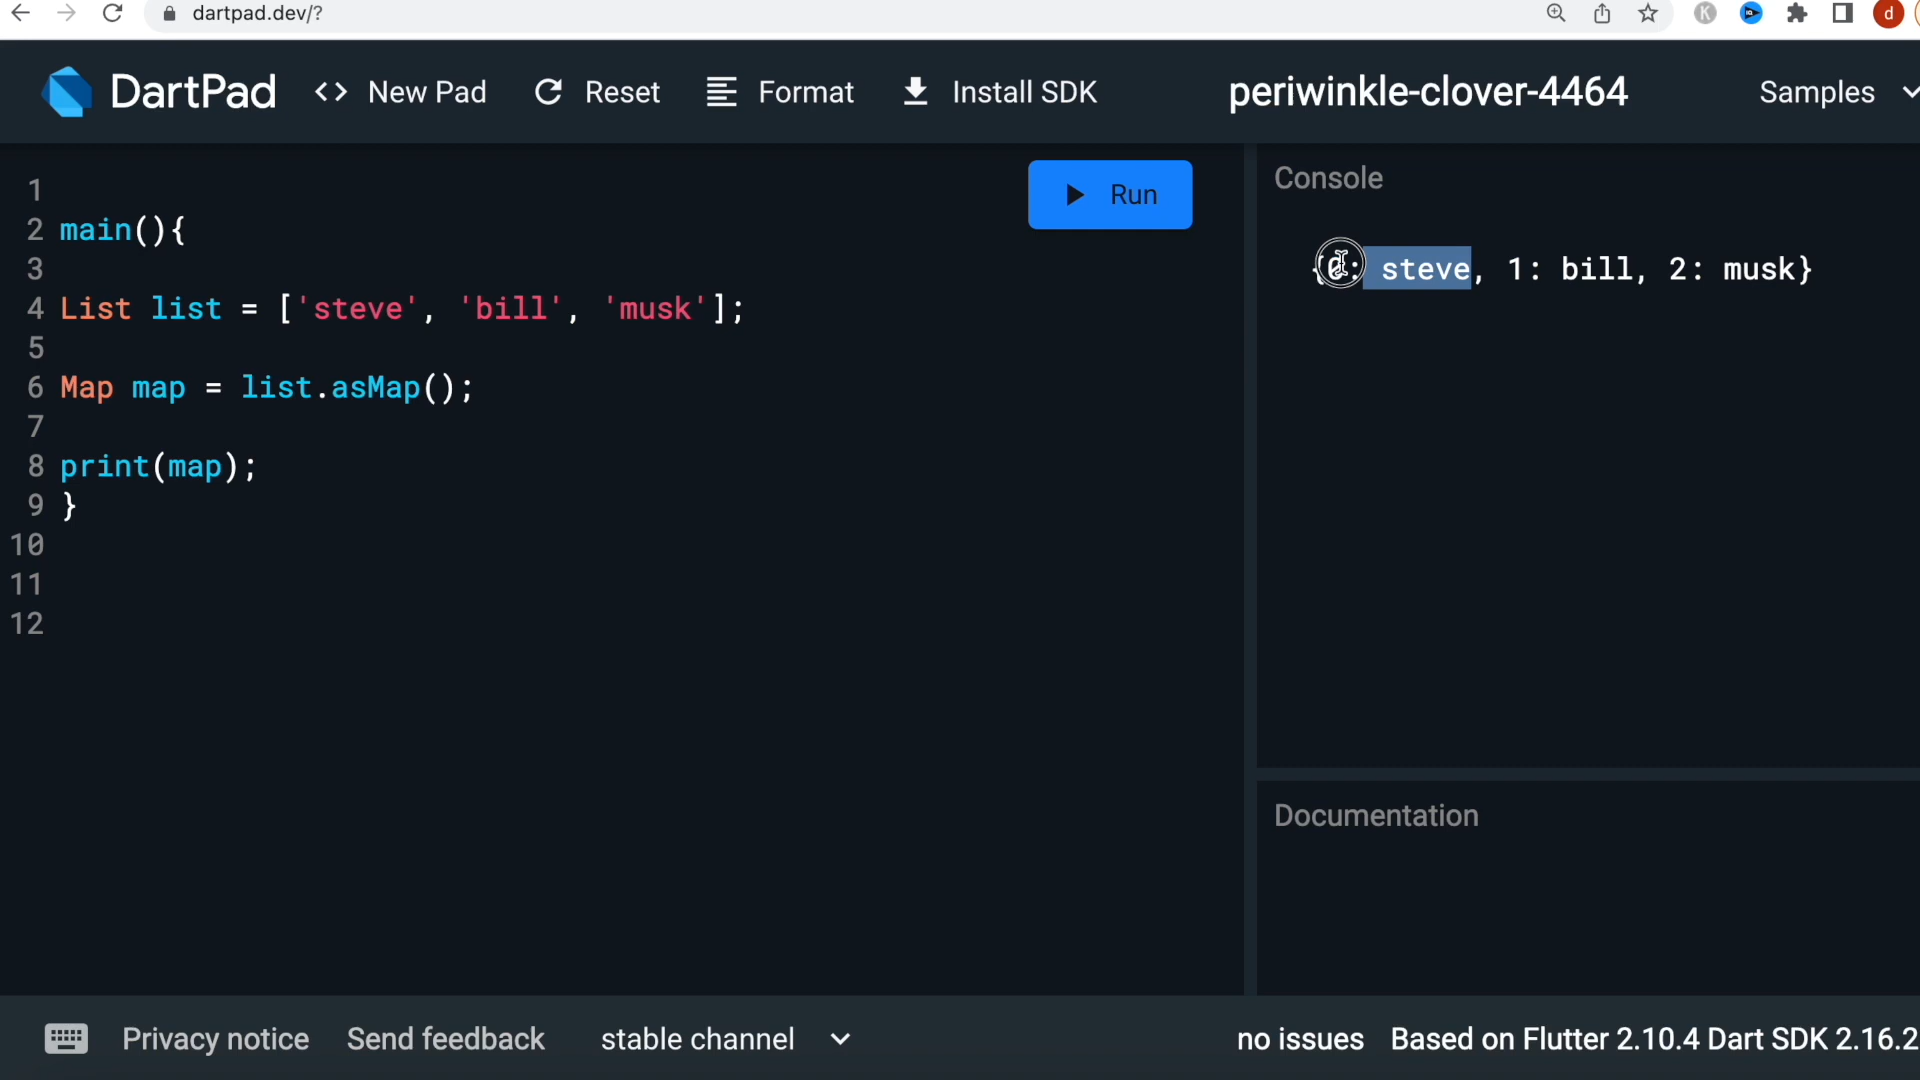 dartpad.dev/?
K
d
DartPad <> New Pad Reset Format Install SDK periwinkle-clover-4464 Samples
1
2 main(){
3
4 List list = ['steve', 'bill', 'musk'];
5
6 Map map = list.asMap();
7
8 print(map);
9 }
10
11
12
Run
Console
{0: steve, 1: bill, 2: musk}
Documentation
Privacy notice Send feedback stable channel no issues Based on Flutter 2.10.4 Dart SDK 2.16.2